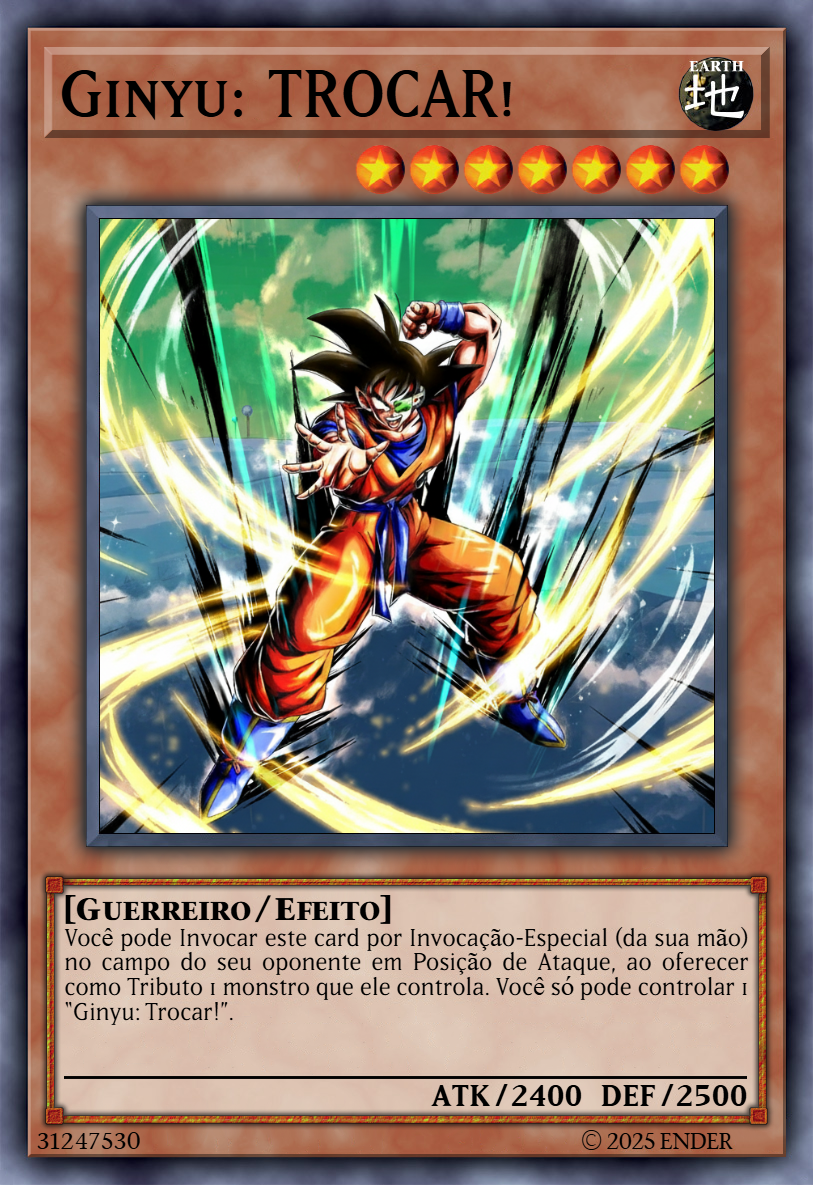 Ginyu: TROCAR!
EARTH
地
[Guerreiro / Efeito]
Você pode Invocar este card por Invocação-Especial (da sua mão)
no campo do seu oponente em Posição de Ataque, ao oferecer
como Tributo 1 monstro que ele controla. Você só pode controlar 1
"Ginyu: Trocar!".
ATK/2400 DEF/2500
31247530
© 2025 ENDER